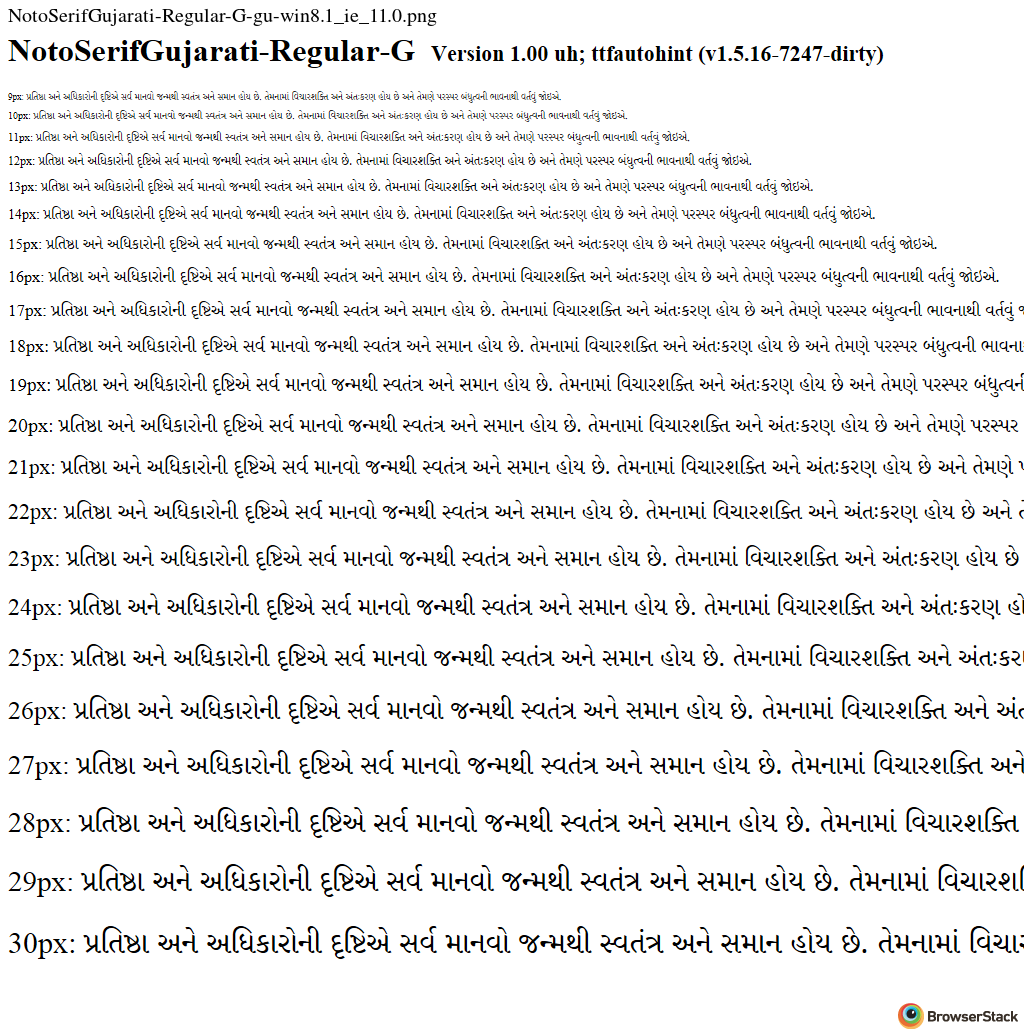 NotoSerifGujarati-Regular-G-gu-win8.1_ie_11.0.png
NotoSerifGujarati-Regular-G Version 1.00 uh; ttfautohint (v1.5.16-7247-dirty)
9px: પ્રતિષ્ઠા અને અધિકારોની દૃષ્ટિએ સર્વ માનવો જન્મથી સ્વતંત્ર અને સમાન હોય છે. તેમનામાં વિચારશક્તિ અને અંતઃકરણ હોય છે અને તેમણે પરસ્પર બંધુત્વની ભાવનાથી વર્તવું જોઇએ.
10px: પ્રતિષ્ઠા અને અધિકારોની દૃષ્ટિએ સર્વ માનવો જન્મથી સ્વતંત્ર અને સમાન હોય છે. તેમનામાં વિચારશક્તિ અને અંતઃકરણ હોય છે અને તેમણે પરસ્પર બંધુત્વની ભાવનાથી વર્તવું જોઇએ.
11px: પ્રતિષ્ઠા અને અધિકારોની દૃષ્ટિએ સર્વ માનવો જન્મથી સ્વતંત્ર અને સમાન હોય છે. તેમનામાં વિચારશક્તિ અને અંતઃકરણ હોય છે અને તેમણે પરસ્પર બંધુત્વની ભાવનાથી વર્તવું જોઇએ.
12px: પ્રતિષ્ઠા અને અધિકારોની દૃષ્ટિએ સર્વ માનવો જન્મથી સ્વતંત્ર અને સમાન હોય છે. તેમનામાં વિચારશક્તિ અને અંતઃકરણ હોય છે અને તેમણે પરસ્પર બંધુત્વની ભાવનાથી વર્તવું જોઇએ.
13px: પ્રતિષ્ઠા અને અધિકારોની દૃષ્ટિએ સર્વ માનવો જન્મથી સ્વતંત્ર અને સમાન હોય છે. તેમનામાં વિચારશક્તિ અને અંતઃકરણ હોય છે અને તેમણે પરસ્પર બંધુત્વની ભાવનાથી વર્તવું જોઇએ.
14px: પ્રતિષ્ઠા અને અધિકારોની દૃષ્ટિએ સર્વ માનવો જન્મથી સ્વતંત્ર અને સમાન હોય છે. તેમનામાં વિચારશક્તિ અને અંતઃકરણ હોય છે અને તેમણે પરસ્પર બંધુત્વની ભાવનાથી વર્તવું જોઇએ.
15px: પ્રતિષ્ઠા અને અધિકારોની દૃષ્ટિએ સર્વ માનવો જન્મથી સ્વતંત્ર અને સમાન હોય છે. તેમનામાં વિચારશક્તિ અને અંતઃકરણ હોય છે અને તેમણે પરસ્પર બંધુત્વની ભાવનાથી વર્તવું જોઇએ.
16px: પ્રતિષ્ઠા અને અધિકારોની દૃષ્ટિએ સર્વ માનવો જન્મથી સ્વતંત્ર અને સમાન હોય છે. તેમનામાં વિચારશક્તિ અને અંતઃકરણ હોય છે અને તેમણે પરસ્પર બંધુત્વની ભાવનાથી વર્તવું જોઇએ.
17px: પ્રતિષ્ઠા અને અધિકારોની દૃષ્ટિએ સર્વ માનવો જન્મથી સ્વતંત્ર અને સમાન હોય છે. તેમનામાં વિચારશક્તિ અને અંતઃકરણ હોય છે અને તેમણે પરસ્પર બંધુત્વની ભાવનાથી વર્તવું
18px: પ્રતિષ્ઠા અને અધિકારોની દૃષ્ટિએ સર્વ માનવો જન્મથી સ્વતંત્ર અને સમાન હોય છે. તેમનામાં વિચારશક્તિ અને અંતઃકરણ હોય છે અને તેમણે પરસ્પર બંધુત્વની ભાવના
19px: પ્રતિષ્ઠા અને અધિકારોની દૃષ્ટિએ સર્વ માનવો જન્મથી સ્વતંત્ર અને સમાન હોય છે. તેમનામાં વિચારશક્તિ અને અંતઃકરણ હોય છે અને તેમણે પરસ્પર બંધુત્વની
20px: પ્રતિષ્ઠા અને અધિકારોની દૃષ્ટિએ સર્વ માનવો જન્મથી સ્વતંત્ર અને સમાન હોય છે. તેમનામાં વિચારશક્તિ અને અંતઃકરણ હોય છે અને તેમણે પરસ્પર
21px: પ્રતિષ્ઠા અને અધિકારોની દૃષ્ટિએ સર્વ માનવો જન્મથી સ્વતંત્ર અને સમાન હોય છે. તેમનામાં વિચારશક્તિ અને અંતઃકરણ હોય છે અને તેમણે
22px: પ્રતિષ્ઠા અને અધિકારોની દૃષ્ટિએ સર્વ માનવો જન્મથી સ્વતંત્ર અને સમાન હોય છે. તેમનામાં વિચારશક્તિ અને અંતઃકરણ હોય છે અને
23px: પ્રતિષ્ઠા અને અધિકારોની દૃષ્ટિએ સર્વ માનવો જન્મથી સ્વતંત્ર અને સમાન હોય છે. તેમનામાં વિચારશક્તિ અને અંતઃકરણ હોય છે
24px: પ્રતિષ્ઠા અને અધિકારોની દૃષ્ટિએ સર્વ માનવો જન્મથી સ્વતંત્ર અને સમાન હોય છે. તેમનામાં વિચારશક્તિ અને અંતઃકરણ હો
25px: પ્રતિષ્ઠા અને અધિકારોની દૃષ્ટિએ સર્વ માનવો જન્મથી સ્વતંત્ર અને સમાન હોય છે. તેમનામાં વિચારશક્તિ અને અંતઃકર
26px: પ્રતિષ્ઠા અને અધિકારોની દૃષ્ટિએ સર્વ માનવો જન્મથી સ્વતંત્ર અને સમાન હોય છે. તેમનામાં વિચારશક્તિ અને અંત
27px: પ્રતિષ્ઠા અને અધિકારોની દૃષ્ટિએ સર્વ માનવો જન્મથી સ્વતંત્ર અને સમાન હોય છે. તેમનામાં વિચારશક્તિ અને
28px: પ્રતિષ્ઠા અને અધિકારોની દૃષ્ટિએ સર્વ માનવો જન્મથી સ્વતંત્ર અને સમાન હોય છે. તેમનામાં વિચારશક્તિ
29px: પ્રતિષ્ઠા અને અધિકારોની દૃષ્ટિએ સર્વ માનવો જન્મથી સ્વતંત્ર અને સમાન હોય છે. તેમનામાં વિચારશ
30px: પ્રતિષ્ઠા અને અધિકારોની દૃષ્ટિએ સર્વ માનવો જન્મથી સ્વતંત્ર અને સમાન હોય છે. તેમનામાં વિચાર
BrowserStack